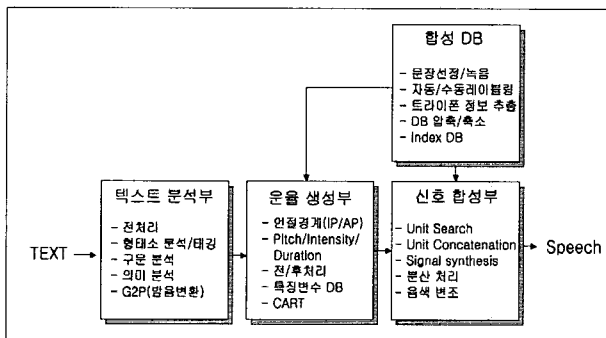 합성 DB
- 문장선정/녹음
- 자동/수동레이블링
- 트라이폰 정보 추출
- DB 압축/축소
- Index DB
텍스트 분석부
- 전처리
- 형태소 분석/태깅
- 구문 분석
- 의미 분석
- G2P(발음변환)
운율 생성부
- 언절경계(IP/AP)
- Pitch/Intensity/
Duration
- 전/후처리
- 특징변수 DB
- CART
신호 합성부
- Unit Search
- Unit Concatenation
- Signal synthesis
- 분산 처리
- 음색 변조
TEXT
Speech